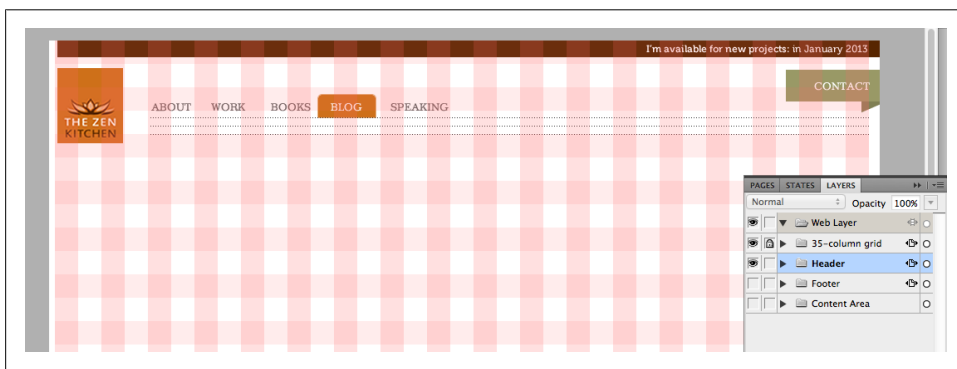 I'm available for new projects: in January 2013
CONTACT
ABOUT WORK BOOKS BLOG SPEAKING
THE ZEN
KITCHEN
PAGES STATES LAYERS
Normal Opacity 100%
Web Layer
35-column grid
Header
Footer
Content Area